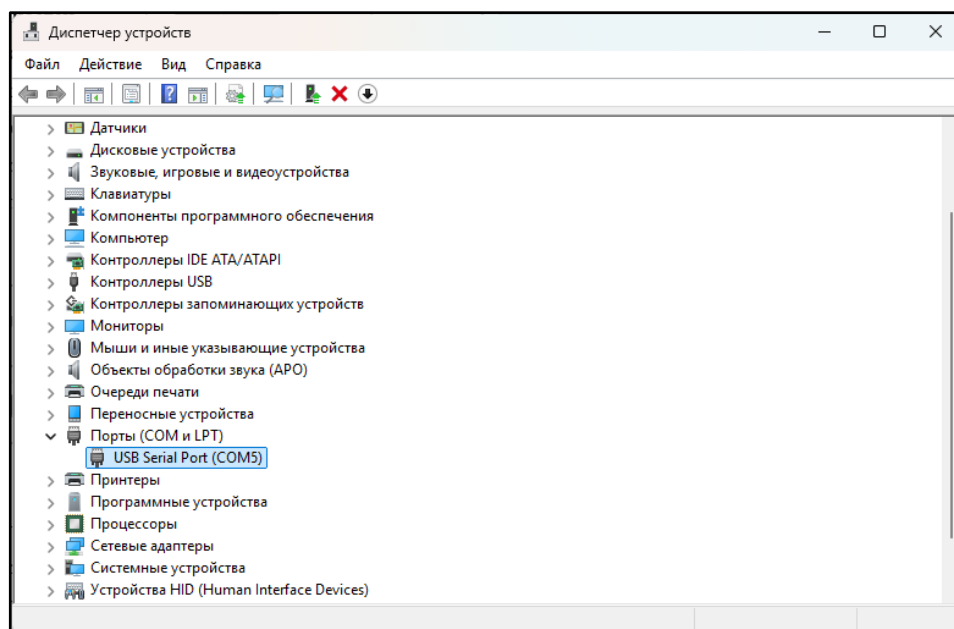 Диспетчер устройств
Файл Действие Вид Справка
Датчики
Дисковые устройства
Звуковые, игровые и видеоустройства
Клавиатуры
Компоненты программного обеспечения
Компьютер
Контроллеры IDE ATA/ATAPI
Контроллеры USB
Контроллеры запоминающих устройств
Мониторы
Мыши и иные указывающие устройства
Объекты обработки звука (APO)
Очереди печати
Переносные устройства
Порты (COM и LPT)
USB Serial Port (COM5)
Принтеры
Программные устройства
Процессоры
Сетевые адаптеры
Системные устройства
Устройства HID (Human Interface Devices)